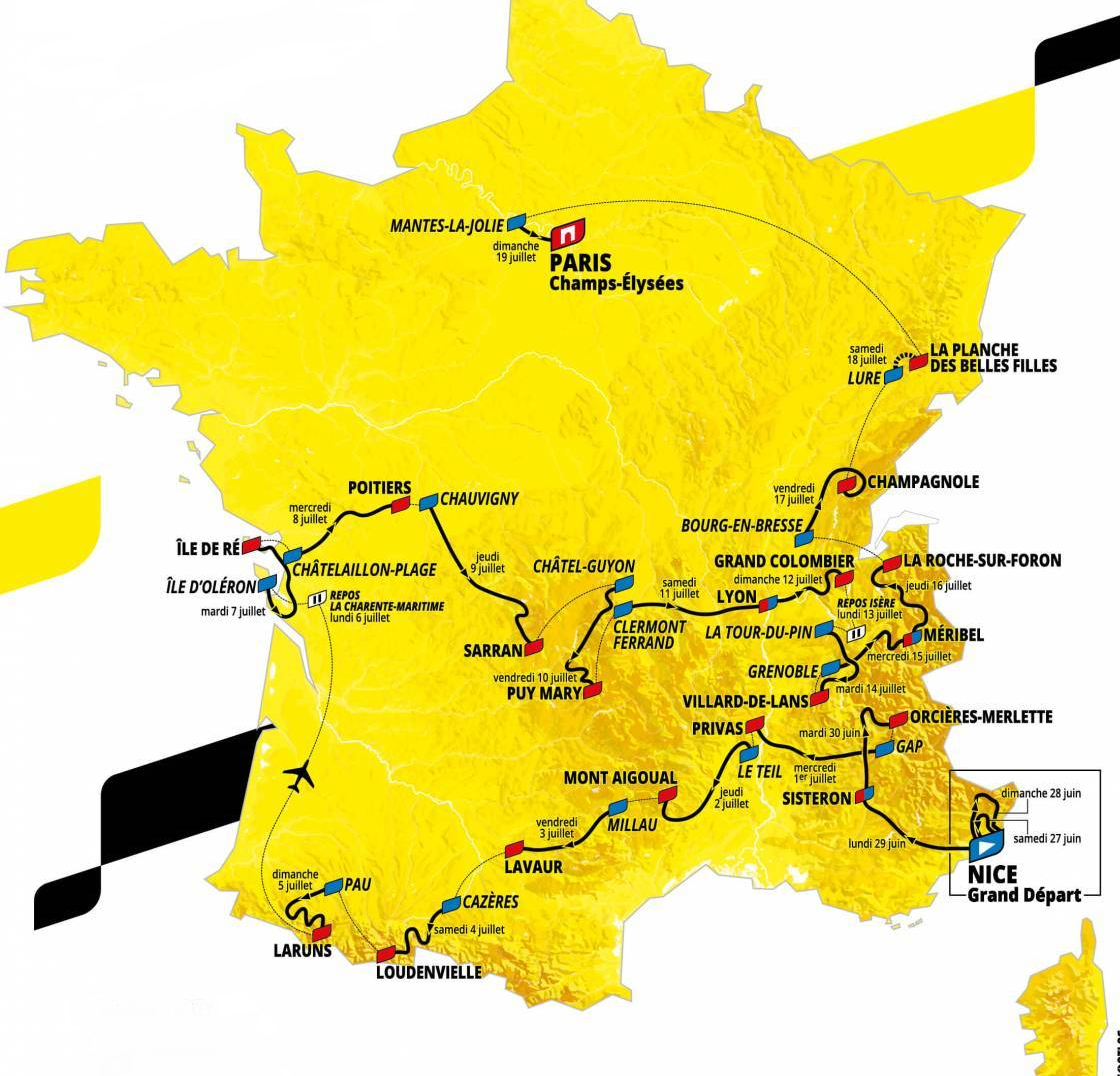 MANTES-LA-JOLIE
dimanche
19 juillet
PARIS
Champs-Élysées
samedi
18 juillet
LA PLANCHE
DES BELLES FILLES
LURE
vendredi
17 juillet
CHAMPAGNOLE
POITIERS
CHAUVIGNY
mercredi
8 juillet
BOURG-EN-BRESSE
ÎLE DE RÉ
CHÂTELAILLON-PLAGE
jeudi
9 juillet
CHÂTEL-GUYON
GRAND COLOMBIER
LA ROCHE-SUR-FORON
ÎLE D'OLÉRON
mardi 7 juillet
REPOS
LA CHARENTE-MARITIME
lundi 6 juillet
samedi
11 juillet
dimanche 12 juillet
LYON
jeudi 16 juillet
REPOS ISÈRE
lundi 13 juillet
CLERMONT
FERRAND
LA TOUR-DU-PIN
MÉRIBEL
SARRAN
mercredi 15 juillet
vendredi 10 juillet
PUY MARY
GRENOBLE
mardi 14 juillet
VILLARD-DE-LANS
PRIVAS
ORCIÈRES-MERLETTE
mardi 30 juin
GAP
LE TEIL
mercredi
1er juillet
MONT AIGOUAL
jeudi
2 juillet
SISTERON
dimanche 28 juin
MILLAU
vendredi
3 juillet
samedi 27 juin
lundi 29 juin
LAVAUR
NICE
Grand Départ
dimanche
5 juillet
PAU
CAZÈRES
samedi 4 juillet
LARUNS
LOUDENVIELLE